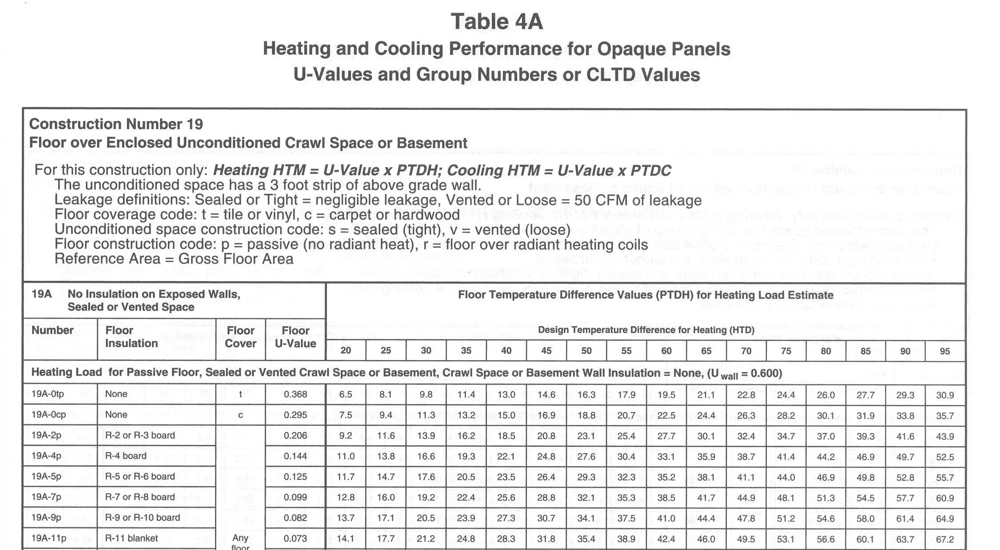 Table 4A
Heating and Cooling Performance for Opaque Panels
U-Values and Group Numbers or CLTD Values
Construction Number 19
Floor over Enclosed Unconditioned Crawl Space or Basement
For this construction only: Heating HTM = U-Value x PTDH; Cooling HTM = U-Value x PTDC
The unconditioned space has a 3 foot strip of above grade wall.
Leakage definitions: Sealed or Tight = negligible leakage, Vented or Loose = 50 CFM of leakage
Floor coverage code: t = tile or vinyl, c = carpet or hardwood
Unconditioned space construction code: s = sealed (tight), v = vented (loose)
Floor construction code: p = passive (no radiant heat), r = floor over radiant heating coils
Reference Area = Gross Floor Area
19A No Insulation on Exposed Walls,
Sealed or Vented Space
Floor Temperature Difference Values (PTDH) for Heating Load Estimate
Number Floor Insulation Floor Cover Floor U-Value
Design Temperature Difference for Heating (HTD)
20 25 30 35 40 45 50 55 60 65 70 75 80 85 90 95
Heating Load for Passive Floor, Sealed or Vented Crawl Space or Basement, Crawl Space or Basement Wall Insulation = None, (U wall = 0.600)
19A-0tp None t 0.368 6.5 8.1 9.8 11.4 13.0 14.6 16.3 17.9 19.5 21.1 22.8 24.4 26.0 27.7 29.3 30.9
19A-0cp None c 0.295 7.5 9.4 11.3 13.2 15.0 16.9 18.8 20.7 22.5 24.4 26.3 28.2 30.1 31.9 33.8 35.7
19A-2p R-2 or R-3 board 0.206 9.2 11.6 13.9 16.2 18.5 20.8 23.1 25.4 27.7 30.1 32.4 34.7 37.0 39.3 41.6 43.9
19A-4p R-4 board 0.144 11.0 13.8 16.6 19.3 22.1 24.8 27.6 30.4 33.1 35.9 38.7 41.4 44.2 46.9 49.7 52.5
19A-5p R-5 or R-6 board 0.125 11.7 14.7 17.6 20.5 23.5 26.4 29.3 32.3 35.2 38.1 41.1 44.0 46.9 49.8 52.8 55.7
19A-7p R-7 or R-8 board 0.099 12.8 16.0 19.2 22.4 25.6 28.8 32.1 35.3 38.5 41.7 44.9 48.1 51.3 54.5 57.7 60.9
19A-9p R-9 or R-10 board 0.082 13.7 17.1 20.5 23.9 27.3 30.7 34.1 37.5 41.0 44.4 47.8 51.2 54.6 58.0 61.4 64.9
19A-11p R-11 blanket Any 0.073 14.1 17.7 21.2 24.8 28.3 31.8 35.4 38.9 42.4 46.0 49.5 53.1 56.6 60.1 63.7 67.2
floor